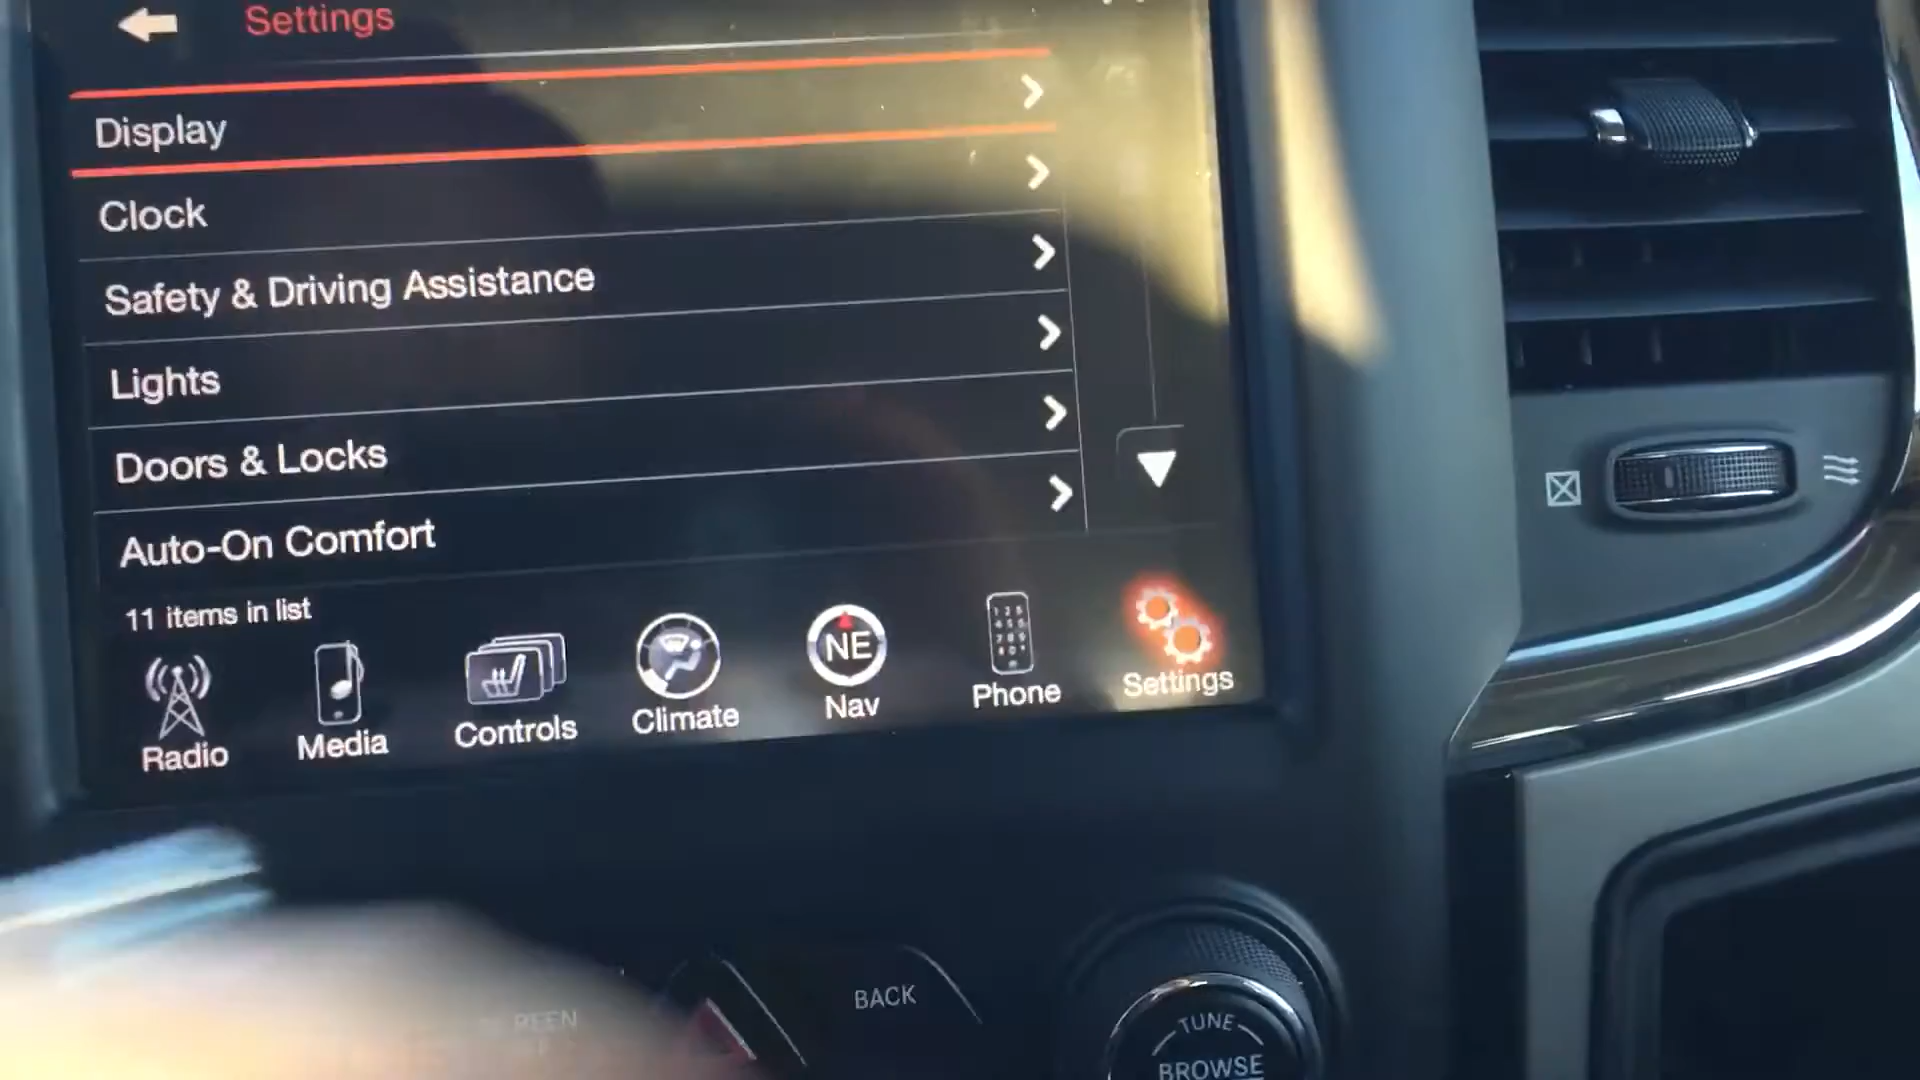 Settings
Display
Clock
Safety & Driving Assistance
Lights
Doors & Locks
Auto-On Comfort
11 items in list
Radio
Media
Controls
Climate
NE
Nav
Phone
Settings
BACK
TUNE
BROWSE